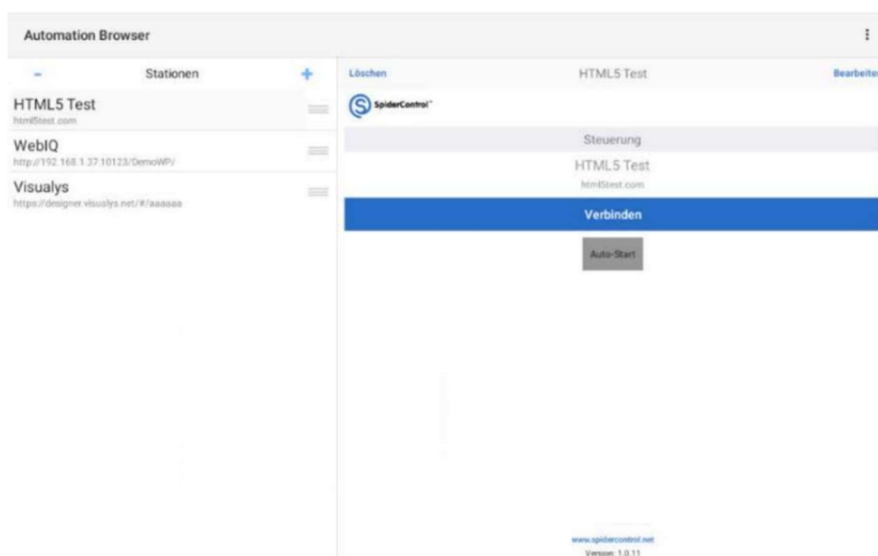 Automation Browser
- Stationen +
HTML5 Test
html5test.com
WebIQ
http://192.168.1.37:10123/DemoWP/
Visualys
https://designer.visualys.net/#/aaaaaa
Löschen HTML5 Test Bearbeiten
SpiderControl™
Steuerung
HTML5 Test
html5test.com
Verbinden
Auto-Start
www.spidercontrol.net
Version: 1.0.11